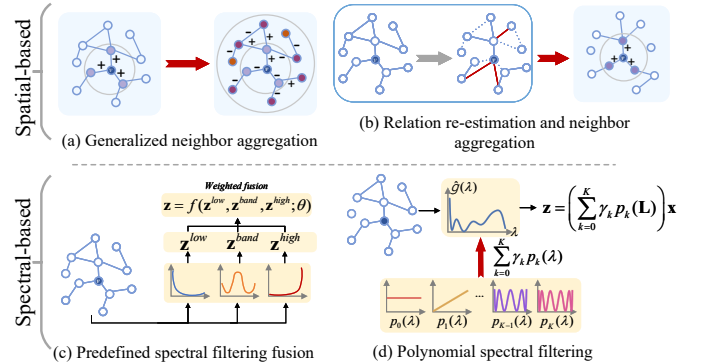 Spatial-based
(a) Generalized neighbor aggregation
(b) Relation re-estimation and neighbor
aggregation
Spectral-based
Weighted fusion
z = f(z^{low}, z^{band}, z^{high}; θ)
z^{low} z^{band} z^{high}
(c) Predefined spectral filtering fusion
ĝ(λ)
λ
z = (∑_{k=0}^{K} γ_k p_k(L)) x
∑_{k=0}^{K} γ_k p_k(λ)
...
p_0(λ) p_1(λ) p_{K-1}(λ) p_K(λ)
(d) Polynomial spectral filtering